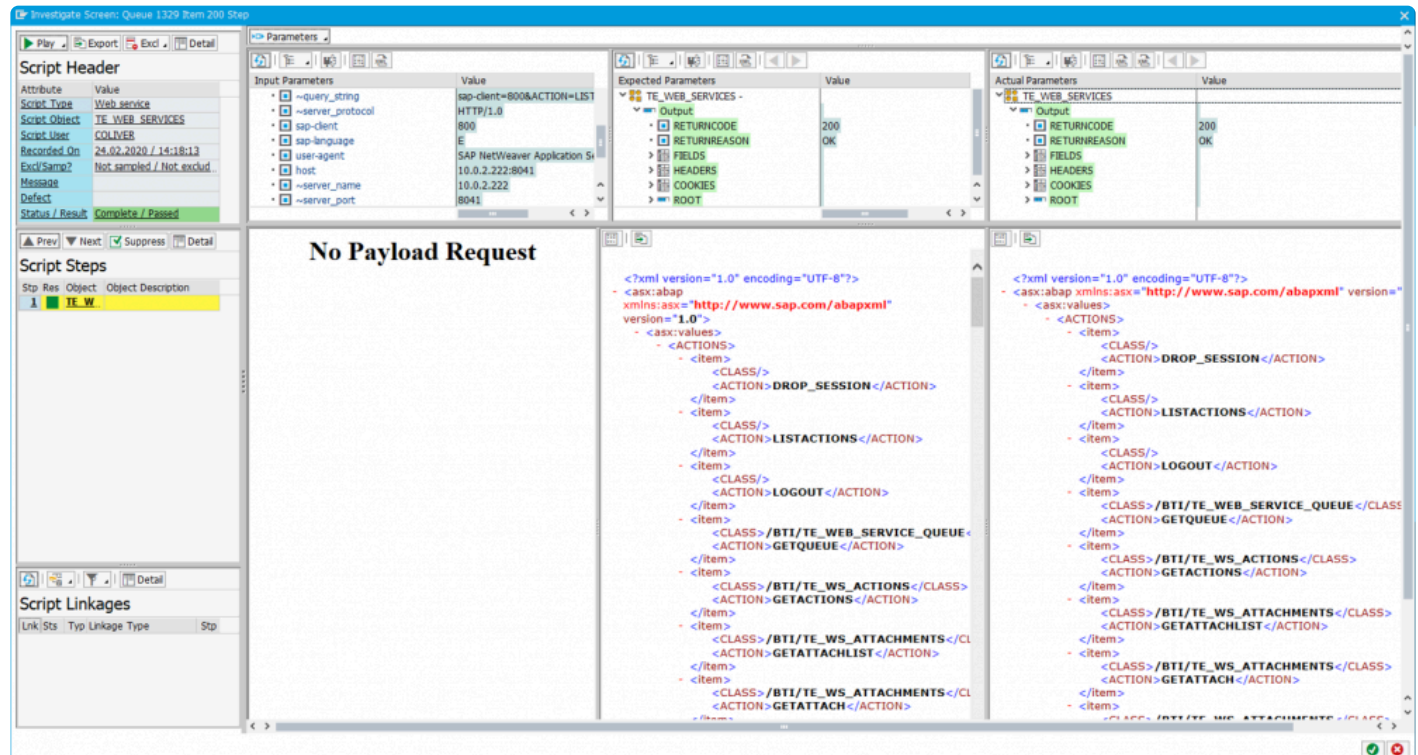 Investigate Screen: Queue 1329 Item 200 Step
Play Export Excl Detail
Script Header
Attribute Value
Script Type Web service
Script Object TE_WEB_SERVICES
Script User COLIVER
Recorded On 24.02.2020 / 14:18:13
Excl/Samp? Not sampled / Not exclud
Message
Defect
Status / Result Complete / Passed
Prev Next Suppress Detail
Script Steps
Stp Res Object Object Description
1 TE_W
Detail
Script Linkages
Lnk Sts Typ Linkage Type Stp
Parameters
Input Parameters Value
~query_string sap-client=800&ACTION=LIST
~server_protocol HTTP/1.0
sap-client 800
sap-language E
user-agent SAP NetWeaver Application Se
host 10.0.2.222:8041
~server_name 10.0.2.222
~server_port 8041
Expected Parameters Value
TE_WEB_SERVICES -
Output
RETURNCODE 200
RETURNREASON OK
FIELDS
HEADERS
COOKIES
ROOT
Actual Parameters Value
TE_WEB_SERVICES
Output
RETURNCODE 200
RETURNREASON OK
FIELDS
HEADERS
COOKIES
ROOT
No Payload Request
<?xml version="1.0" encoding="UTF-8"?>
- <asx:abap
xmlns:asx="http://www.sap.com/abapxml"
version="1.0">
- <asx:values>
- <ACTIONS>
- <item>
<CLASS/>
<ACTION>DROP_SESSION</ACTION>
</item>
- <item>
<CLASS/>
<ACTION>LISTACTIONS</ACTION>
</item>
- <item>
<CLASS/>
<ACTION>LOGOUT</ACTION>
</item>
- <item>
<CLASS>/BTI/TE_WEB_SERVICE_QUEUE<
<ACTION>GETQUEUE</ACTION>
</item>
- <item>
<CLASS>/BTI/TE_WS_ACTIONS</CLASS>
<ACTION>GETACTIONS</ACTION>
</item>
- <item>
<CLASS>/BTI/TE_WS_ATTACHMENTS</CL
<ACTION>GETATTACHLIST</ACTION>
</item>
- <item>
<CLASS>/BTI/TE_WS_ATTACHMENTS</CL
<ACTION>GETATTACH</ACTION>
</item>
<?xml version="1.0" encoding="UTF-8"?>
- <asx:abap xmlns:asx="http://www.sap.com/abapxml" version="
- <asx:values>
- <ACTIONS>
- <item>
<CLASS/>
<ACTION>DROP_SESSION</ACTION>
</item>
- <item>
<CLASS/>
<ACTION>LISTACTIONS</ACTION>
</item>
- <item>
<CLASS/>
<ACTION>LOGOUT</ACTION>
</item>
- <item>
<CLASS>/BTI/TE_WEB_SERVICE_QUEUE</CLASS
<ACTION>GETQUEUE</ACTION>
</item>
- <item>
<CLASS>/BTI/TE_WS_ACTIONS</CLASS>
<ACTION>GETACTIONS</ACTION>
</item>
- <item>
<CLASS>/BTI/TE_WS_ATTACHMENTS</CLASS>
<ACTION>GETATTACHLIST</ACTION>
</item>
- <item>
<CLASS>/BTI/TE_WS_ATTACHMENTS</CLASS>
<ACTION>GETATTACH</ACTION>
</item>
- <item>
<CLASS>/BTI/TE_WS_ATTACHMENTS</CLASS>